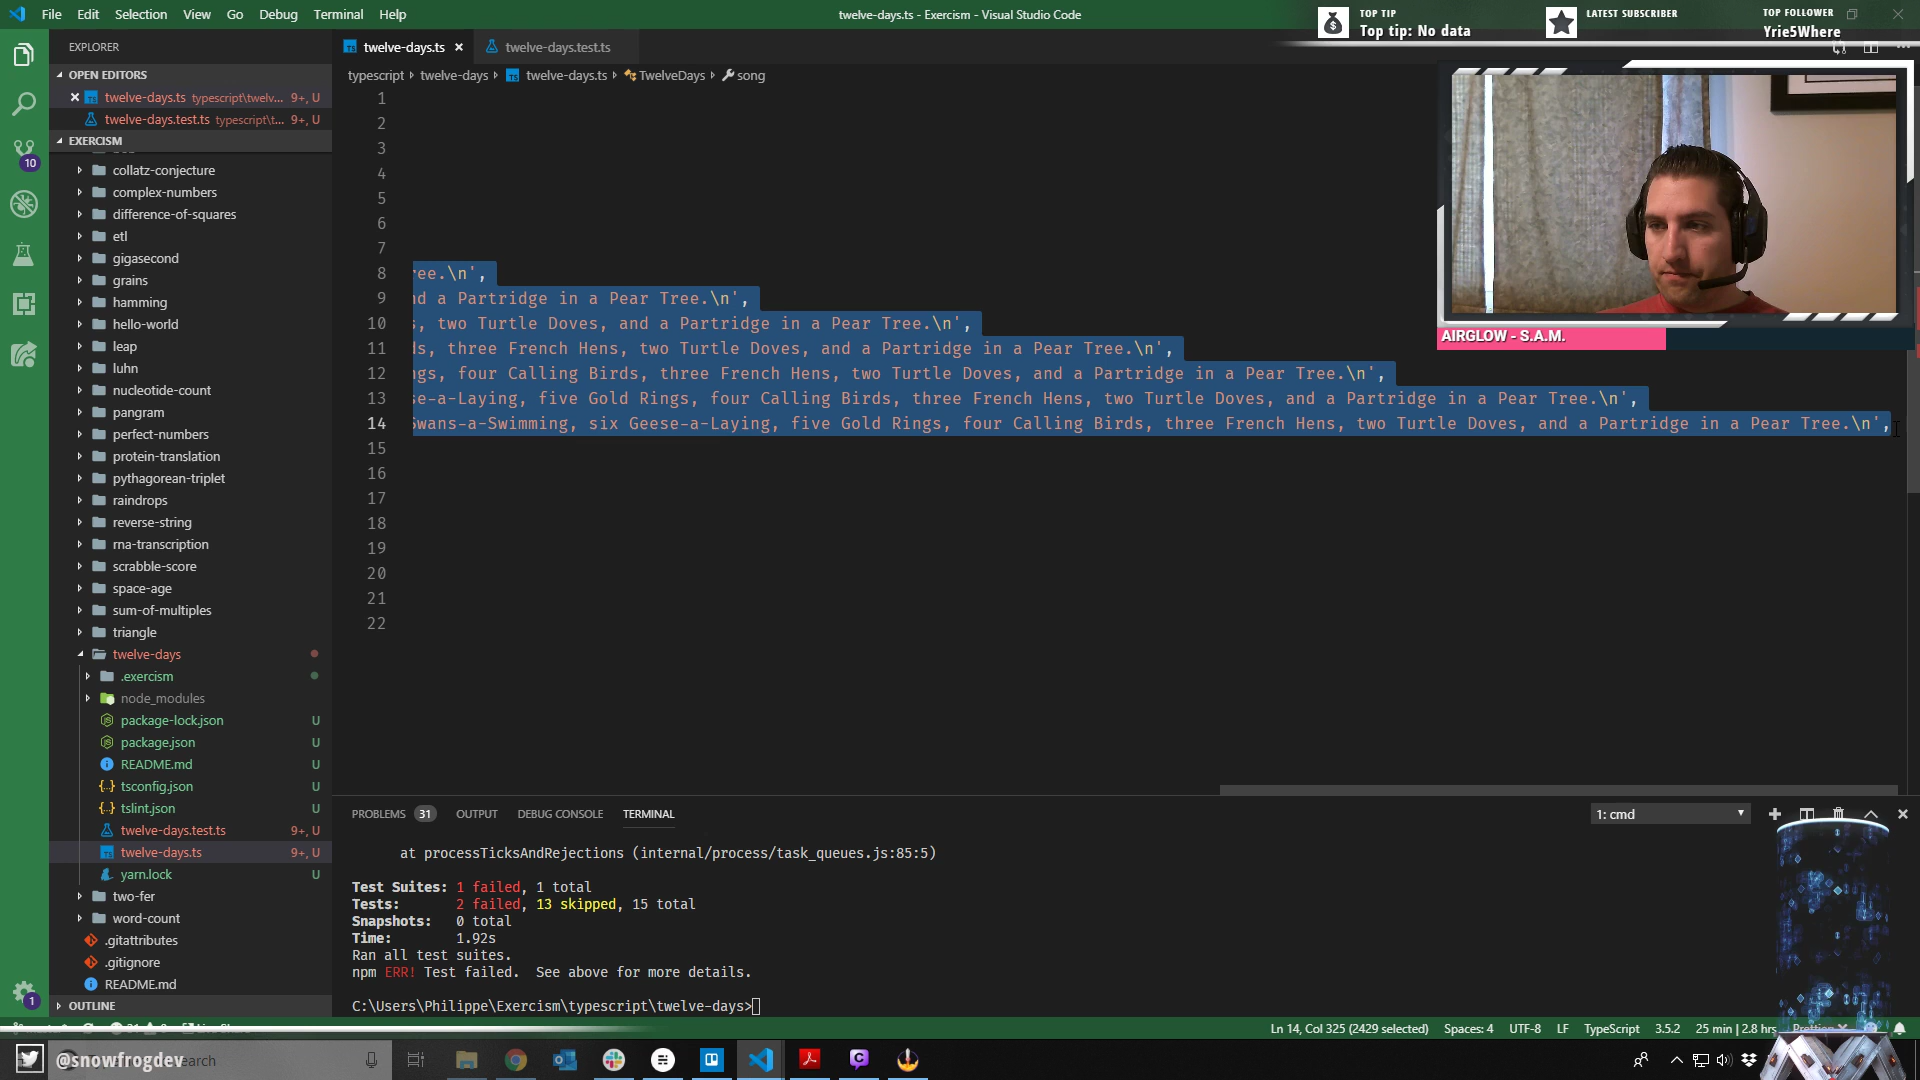 File Edit Selection View Go Debug Terminal Help
twelve-days.ts - Exercism - Visual Studio Code
TOP TIP
Top tip: No data
LATEST SUBSCRIBER
TOP FOLLOWER
Yrie5Where
EXPLORER
OPEN EDITORS
twelve-days.ts typescript\twelv... 9+, U
twelve-days.test.ts typescript\t... 9+, U
EXERCISM
collatz-conjecture
complex-numbers
difference-of-squares
etl
gigasecond
grains
hamming
hello-world
leap
luhn
nucleotide-count
pangram
perfect-numbers
protein-translation
pythagorean-triplet
raindrops
reverse-string
rna-transcription
scrabble-score
space-age
sum-of-multiples
triangle
twelve-days
.exercism
node_modules
package-lock.json U
package.json U
README.md U
tsconfig.json U
tslint.json U
twelve-days.test.ts 9+, U
twelve-days.ts 9+, U
yarn.lock U
two-fer
word-count
.gitattributes
.gitignore
README.md
OUTLINE
10
1
twelve-days.ts
twelve-days.test.ts
typescript twelve-days twelve-days.ts TwelveDays song
1
2
3
4
5
6
7
8 ree.\n',
9 nd a Partridge in a Pear Tree.\n',
10 s, two Turtle Doves, and a Partridge in a Pear Tree.\n',
11 ds, three French Hens, two Turtle Doves, and a Partridge in a Pear Tree.\n',
12 ngs, four Calling Birds, three French Hens, two Turtle Doves, and a Partridge in a Pear Tree.\n',
13 se-a-Laying, five Gold Rings, four Calling Birds, three French Hens, two Turtle Doves, and a Partridge in a Pear Tree.\n',
14 Swans-a-Swimming, six Geese-a-Laying, five Gold Rings, four Calling Birds, three French Hens, two Turtle Doves, and a Partridge in a Pear Tree.\n',
15
16
17
18
19
20
21
22
AIRGLOW - S.A.M.
PROBLEMS 31 OUTPUT DEBUG CONSOLE TERMINAL
1: cmd
at processTicksAndRejections (internal/process/task_queues.js:85:5)
Test Suites: 1 failed, 1 total
Tests: 2 failed, 13 skipped, 15 total
Snapshots: 0 total
Time: 1.92s
Ran all test suites.
npm ERR! Test failed. See above for more details.
C:\Users\Philippe\Exercism\typescript\twelve-days>
Ln 14, Col 325 (2429 selected) Spaces: 4 UTF-8 LF TypeScript 3.5.2 25 min | 2.8 hrs
@snowfrogdev